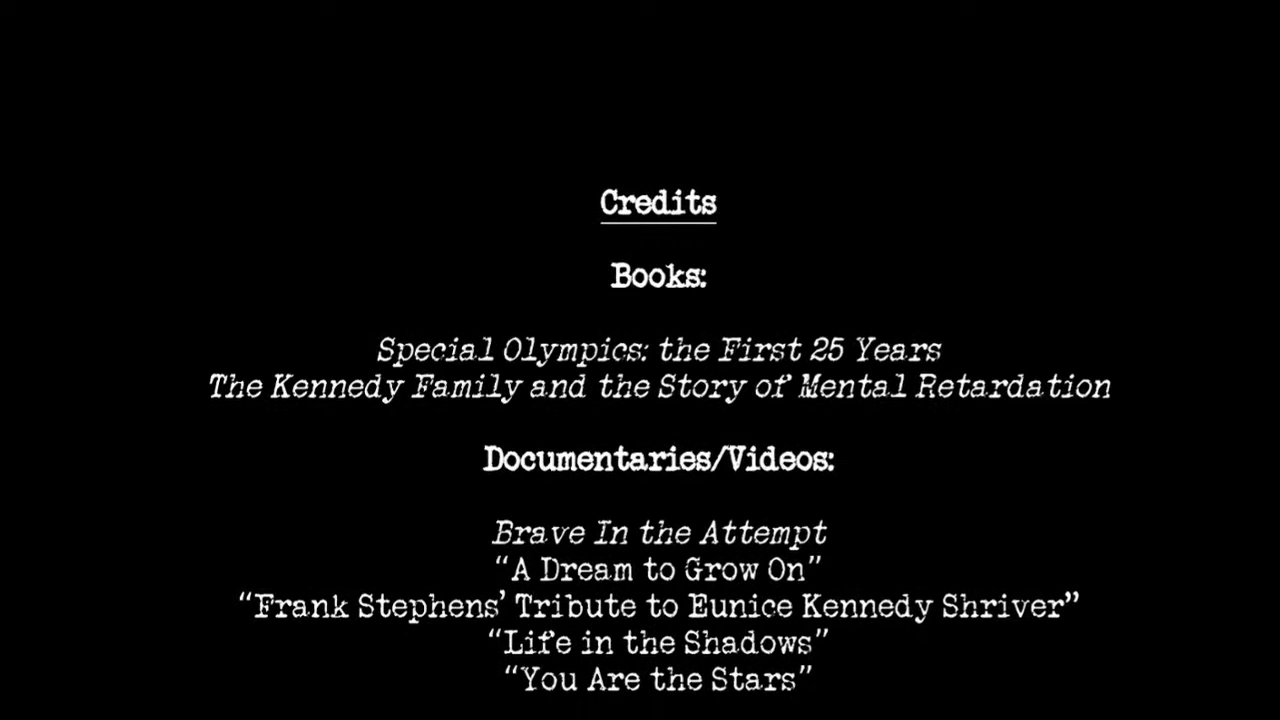 Credits
Books:
Special Olympics: the First 25 Years
The Kennedy Family and the Story of Mental Retardation
Documentaries/Videos:
Brave In the Attempt
“A Dream to Grow On”
“Frank Stephens’ Tribute to Eunice Kennedy Shriver”
“Life in the Shadows”
“You Are the Stars”